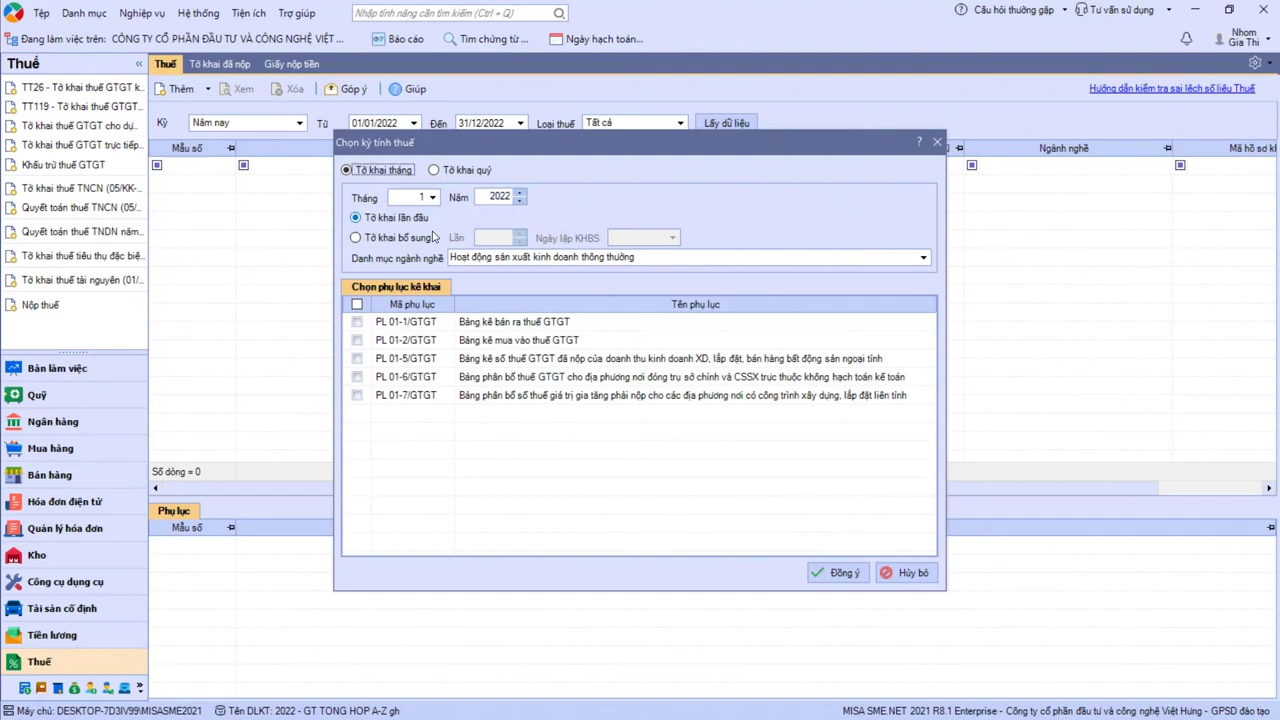 Tệp Danh mục Nghiệp vụ Hệ thống Tiện ích Trợ giúp Nhập tính năng cần tìm kiếm (Ctrl + Q) Câu hỏi thường gặp Tư vấn sử dụng
Đang làm việc trên: CÔNG TY CỔ PHẦN ĐẦU TƯ VÀ CÔNG NGHỆ VIỆT ... Báo cáo Tìm chứng từ ... Ngày hạch toán... Nhom Gia Thi
Thuế « Thuế Tờ khai đã nộp Giấy nộp tiền
TT26 - Tờ khai thuế GTGT k...
TT119 - Tờ khai thuế GTGT...
Tờ khai thuế GTGT cho dự...
Tờ khai thuế GTGT trực tiếp...
Khấu trừ thuế GTGT
Tờ khai thuế TNCN (05/KK-...
Quyết toán thuế TNCN (05/...
Quyết toán thuế TNDN năm...
Tờ khai thuế tiêu thụ đặc biệ...
Tờ khai thuế tài nguyên (01/...
Nộp thuế
Bàn làm việc
Quỹ
Ngân hàng
Mua hàng
Bán hàng
Hóa đơn điện tử
Quản lý hóa đơn
Kho
Công cụ dụng cụ
Tài sản cố định
Tiền lương
Thuế
Thêm Xem Xóa Góp ý Giúp Hướng dẫn kiểm tra sai lệch số liệu Thuế
Kỳ Năm nay Từ 01/01/2022 Đến 31/12/2022 Loại thuế Tất cả Lấy dữ liệu
Mẫu số Ngành nghề Mã hồ sơ kh
Chọn kỳ tính thuế ?
Tờ khai tháng Tờ khai quý
Tháng 1 Năm 2022
Tờ khai lần đầu
Tờ khai bổ sung Lần Ngày lập KHBS
Danh mục ngành nghề Hoạt động sản xuất kinh doanh thông thường
Chọn phụ lục kê khai
Mã phụ lục Tên phụ lục
PL 01-1/GTGT Bảng kê bán ra thuế GTGT
PL 01-2/GTGT Bảng kê mua vào thuế GTGT
PL 01-5/GTGT Bảng kê số thuế GTGT đã nộp của doanh thu kinh doanh XD, lắp đặt, bán hàng bất động sản ngoại tỉnh
PL 01-6/GTGT Bảng phân bổ thuế GTGT cho địa phương nơi đóng trụ sở chính và CSSX trực thuộc không hạch toán kế toán
PL 01-7/GTGT Bảng phân bổ số thuế giá trị gia tăng phải nộp cho các địa phương nơi có công trình xây dựng, lắp đặt liên tỉnh
Đồng ý Hủy bỏ
Số dòng = 0
Phụ lục
Mẫu số
Máy chủ: DESKTOP-7D3IV99\MISASME2021 Tên DLKT: 2022 - GT TONG HOP A-Z gh MISA SME.NET 2021 R8.1 Enterprise - Công ty cổ phần đầu tư và công nghệ Việt Hưng - GPSD đào tạo